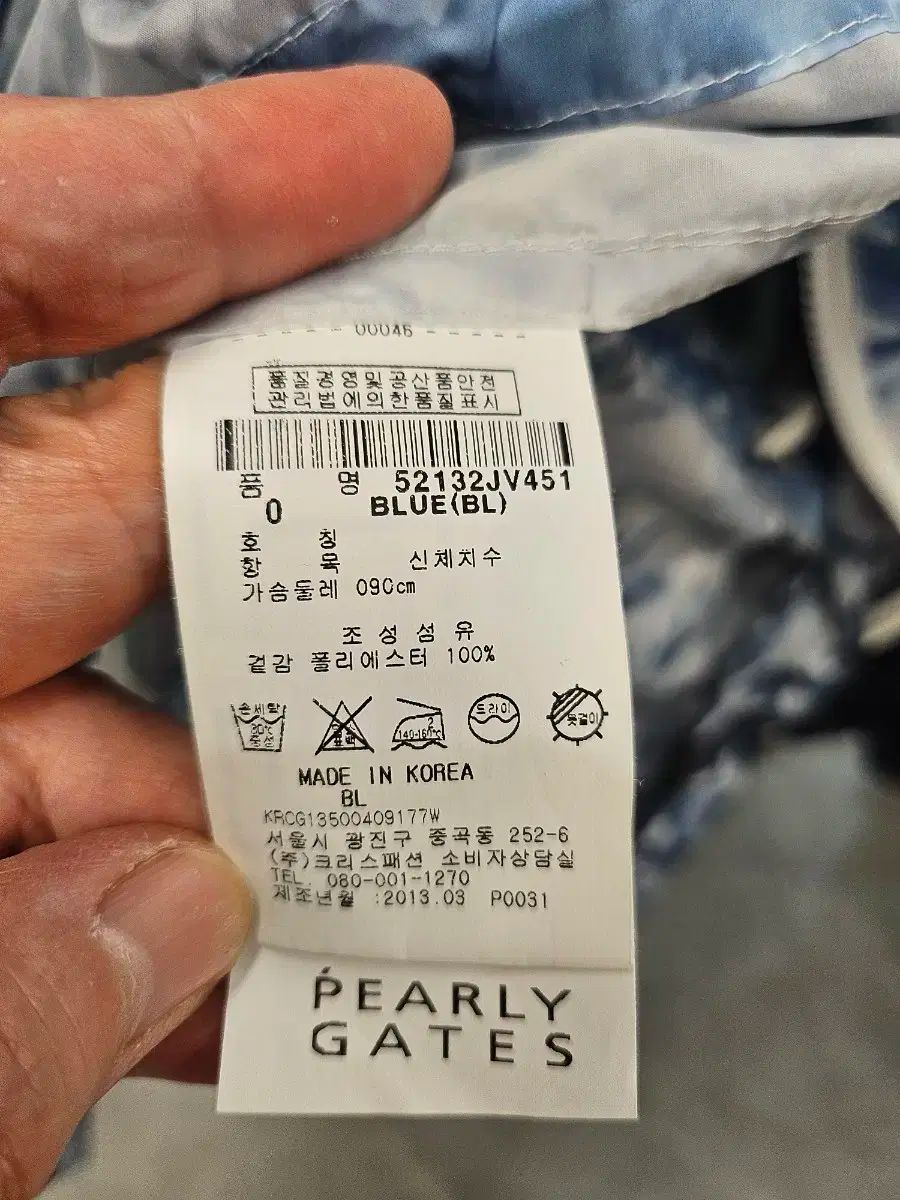 00046
품질경영및공산품안전
관리법에의한품질표시
품 명 52132JV451
0 BLUE(BL)
호 칭
항 목 신체치수
가슴둘레 090cm
조성섬유
겉감 폴리에스터 100%
손세탁 30℃ 중성 표백 2 140-160℃ 드라이 옷걸이
MADE IN KOREA
BL
KRCG13500409177W
서울시 광진구 중곡동 252-6
(주)크리스패션 소비자상담실
TEL. 080-001-1270
제조년월 :2013.03 P0031
PEARLY
GATES